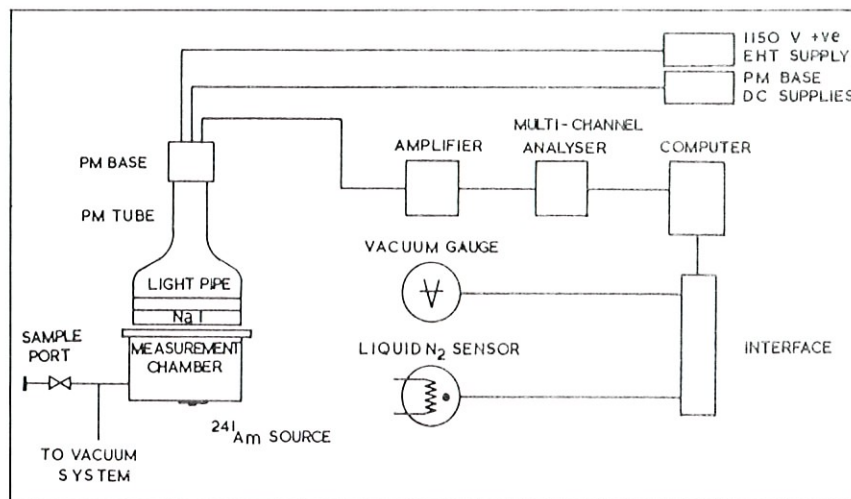 1150 V +ve
EHT SUPPLY
PM BASE
DC SUPPLIES
MULTI-CHANNEL
ANALYSER
AMPLIFIER
COMPUTER
PM BASE
PM TUBE
VACUUM GAUGE
LIGHT PIPE
NaI
SAMPLE
PORT
MEASUREMENT
CHAMBER
LIQUID N₂ SENSOR
INTERFACE
²⁴¹Am SOURCE
TO VACUUM
SYSTEM